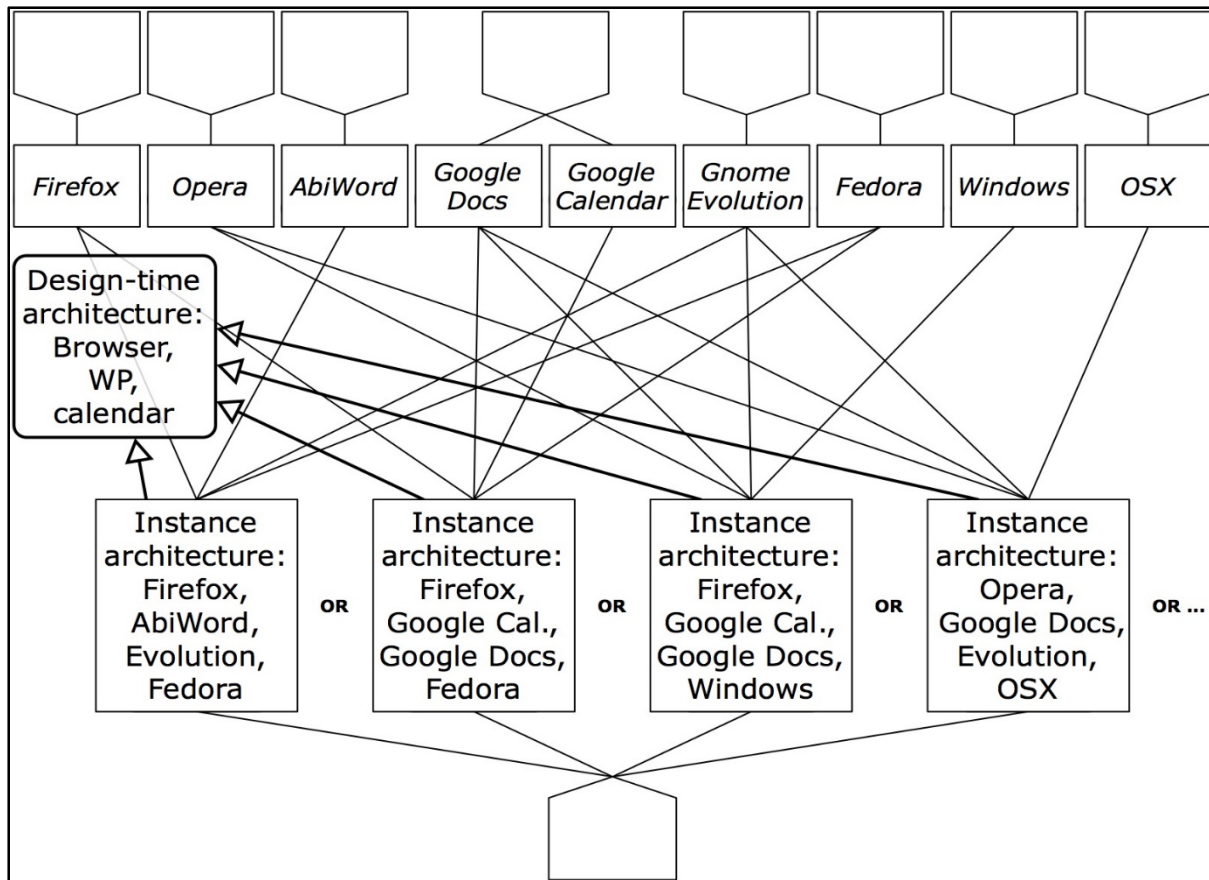 Firefox
Opera
AbiWord
Google
Docs
Google
Calendar
Gnome
Evolution
Fedora
Windows
OSX
Design-time
architecture:
Browser,
WP,
calendar
Instance
architecture:
Firefox,
AbiWord,
Evolution,
Fedora
OR
Instance
architecture:
Firefox,
Google Cal.,
Google Docs,
Fedora
OR
Instance
architecture:
Firefox,
Google Cal.,
Google Docs,
Windows
OR
Instance
architecture:
Opera,
Google Docs,
Evolution,
OSX
OR ...